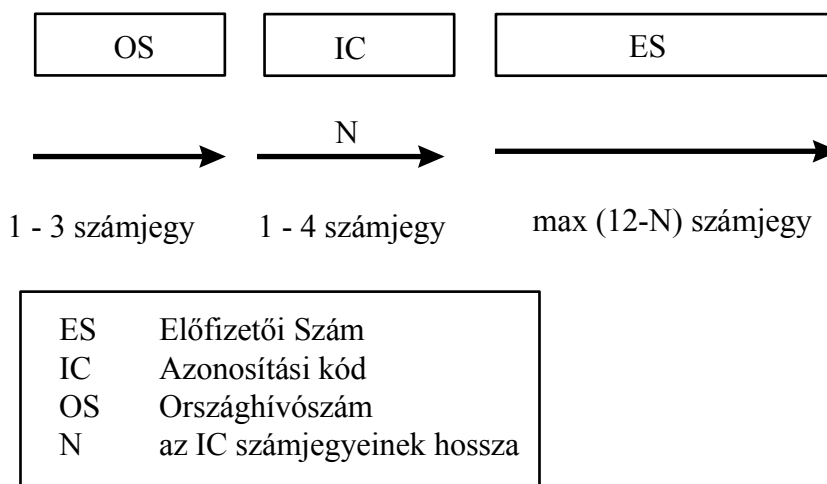 OS IC ES
N
1 - 3 számjegy 1 - 4 számjegy max (12-N) számjegy
ES Előfizetői Szám
IC Azonosítási kód
OS Országhívószám
N az IC számjegyeinek hossza